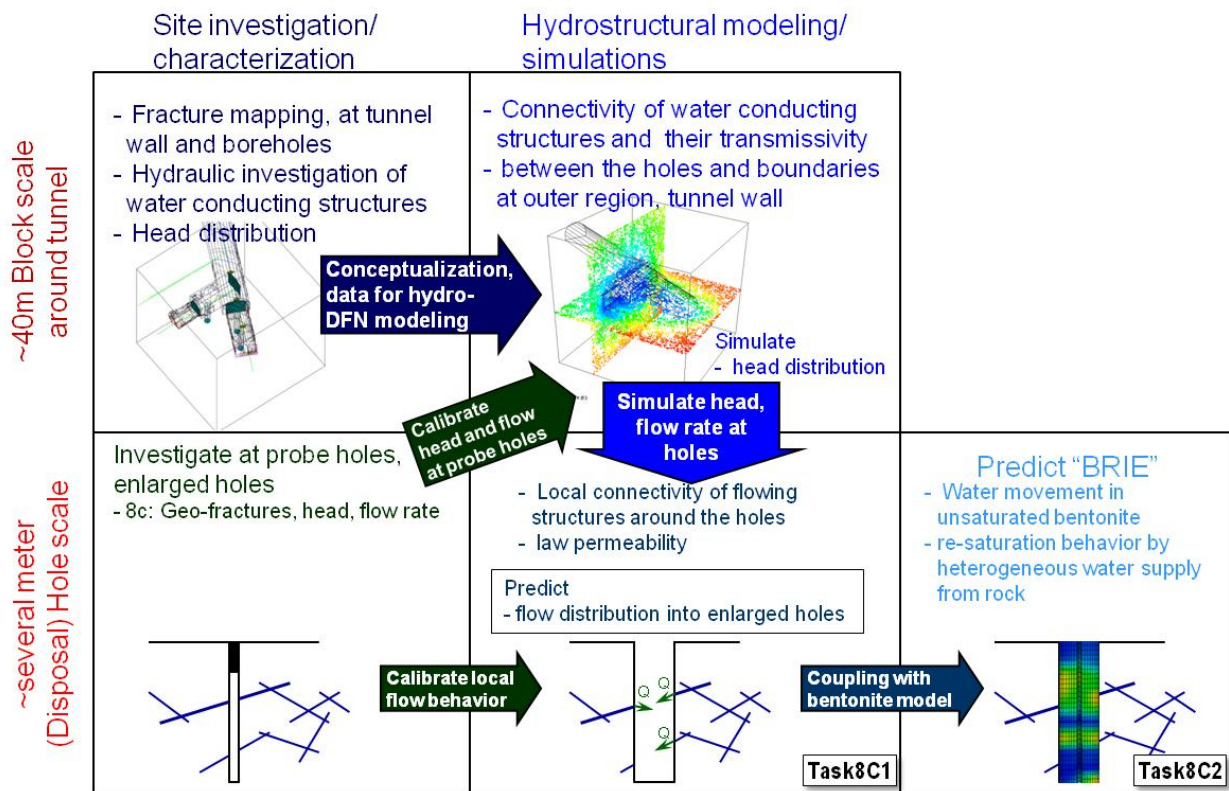 Site investigation/
characterization
Hydrostructural modeling/
simulations
~40m Block scale
around tunnel
- Fracture mapping, at tunnel
wall and boreholes
- Hydraulic investigation of
water conducting structures
- Head distribution
- Connectivity of water conducting
structures and their transmissivity
- between the holes and boundaries
at outer region, tunnel wall
Conceptualization,
data for hydro-
DFN modeling
Simulate
- head distribution
Calibrate
head and flow
at probe holes
Simulate head,
flow rate at
holes
~several meter
(Disposal) Hole scale
Investigate at probe holes,
enlarged holes
- 8c: Geo-fractures, head, flow rate
- Local connectivity of flowing
structures around the holes
- law permeability
Predict
- flow distribution into enlarged holes
Predict "BRIE"
- Water movement in
unsaturated bentonite
- re-saturation behavior by
heterogeneous water supply
from rock
Calibrate local
flow behavior
Q
Q
Q
Coupling with
bentonite model
Task8C1
Task8C2